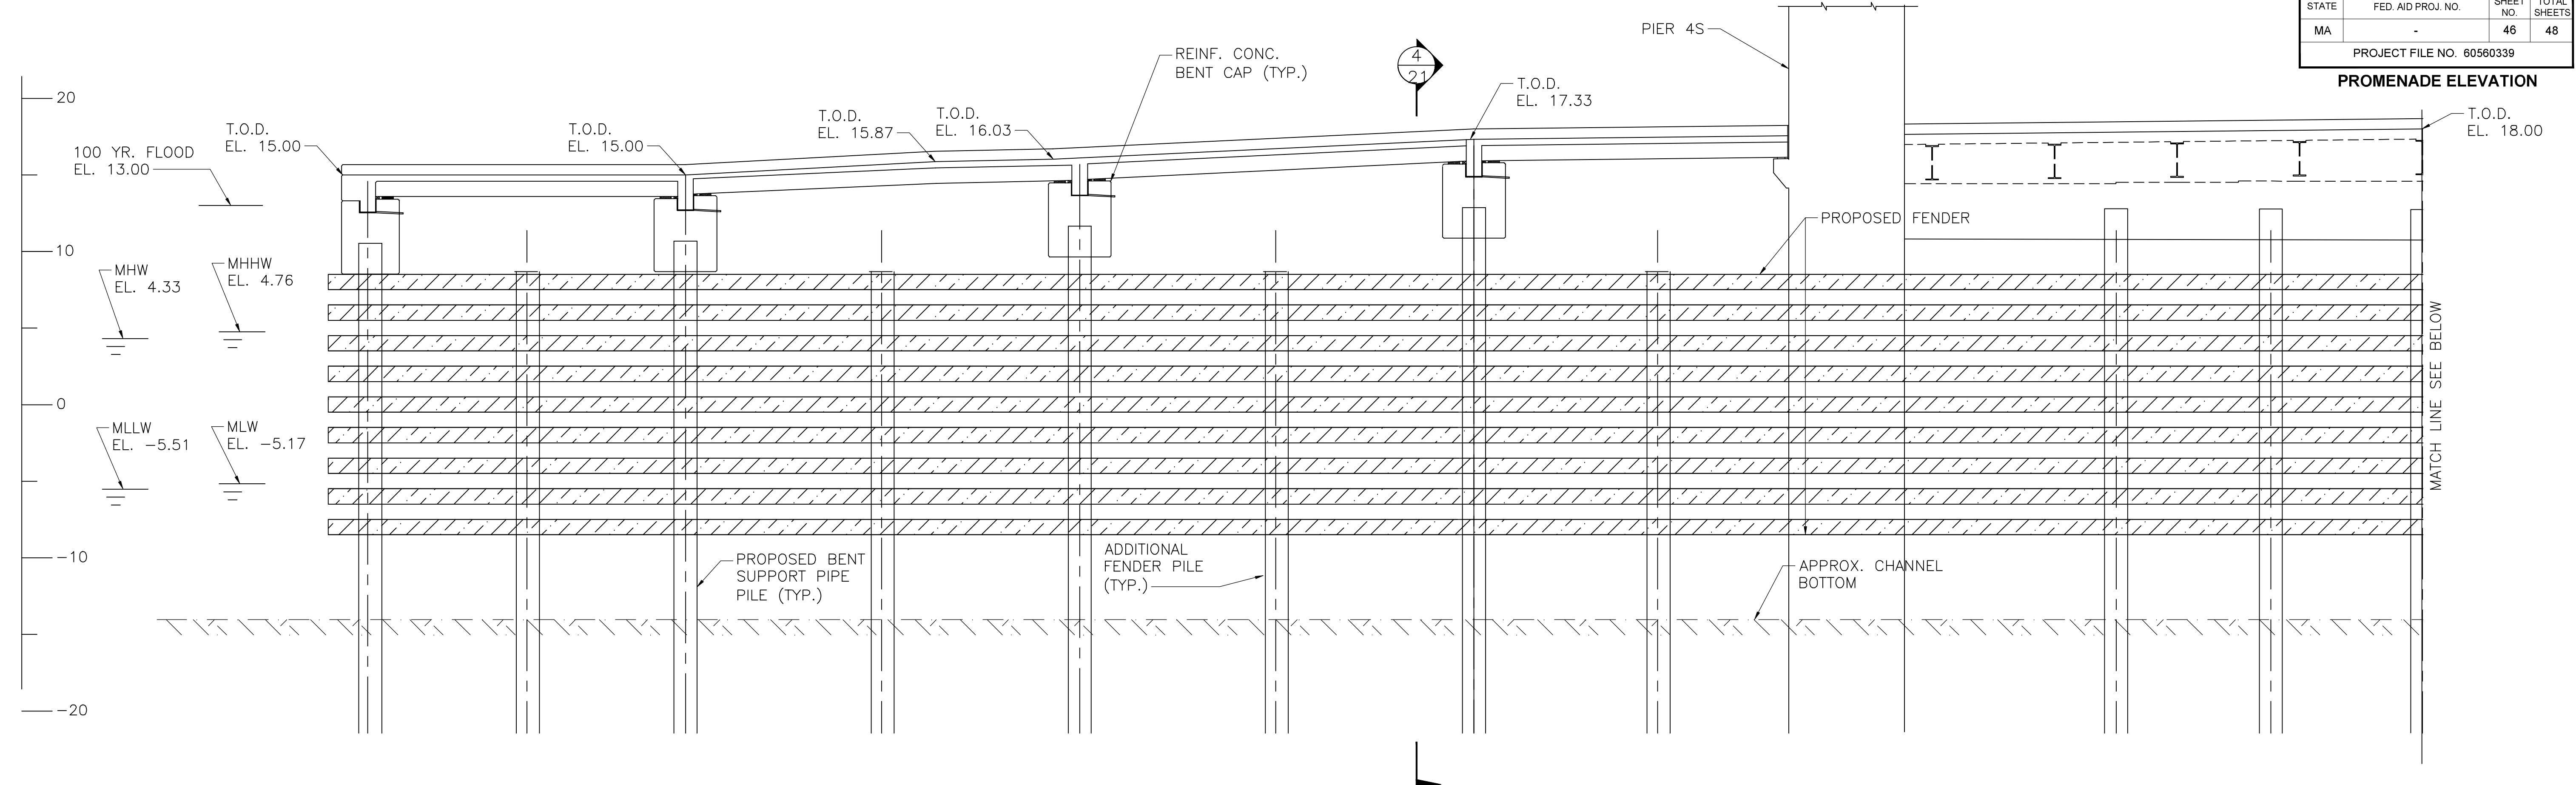 STATE
FED. AID PROJ. NO.
SHEET NO.
TOTAL SHEETS
MA
-
46
48
PROJECT FILE NO. 60560339
PROMENADE ELEVATION
PIER 4S
4
21
REINF. CONC.
BENT CAP (TYP.)
T.O.D.
EL. 17.33
T.O.D.
EL. 18.00
T.O.D.
EL. 15.87
T.O.D.
EL. 16.03
T.O.D.
EL. 15.00
T.O.D.
EL. 15.00
100 YR. FLOOD
EL. 13.00
20
10
0
-10
-20
MHW
EL. 4.33
MHHW
EL. 4.76
MLLW
EL. -5.51
MLW
EL. -5.17
PROPOSED FENDER
MATCH LINE SEE BELOW
PROPOSED BENT
SUPPORT PIPE
PILE (TYP.)
ADDITIONAL
FENDER PILE
(TYP.)
APPROX. CHANNEL
BOTTOM